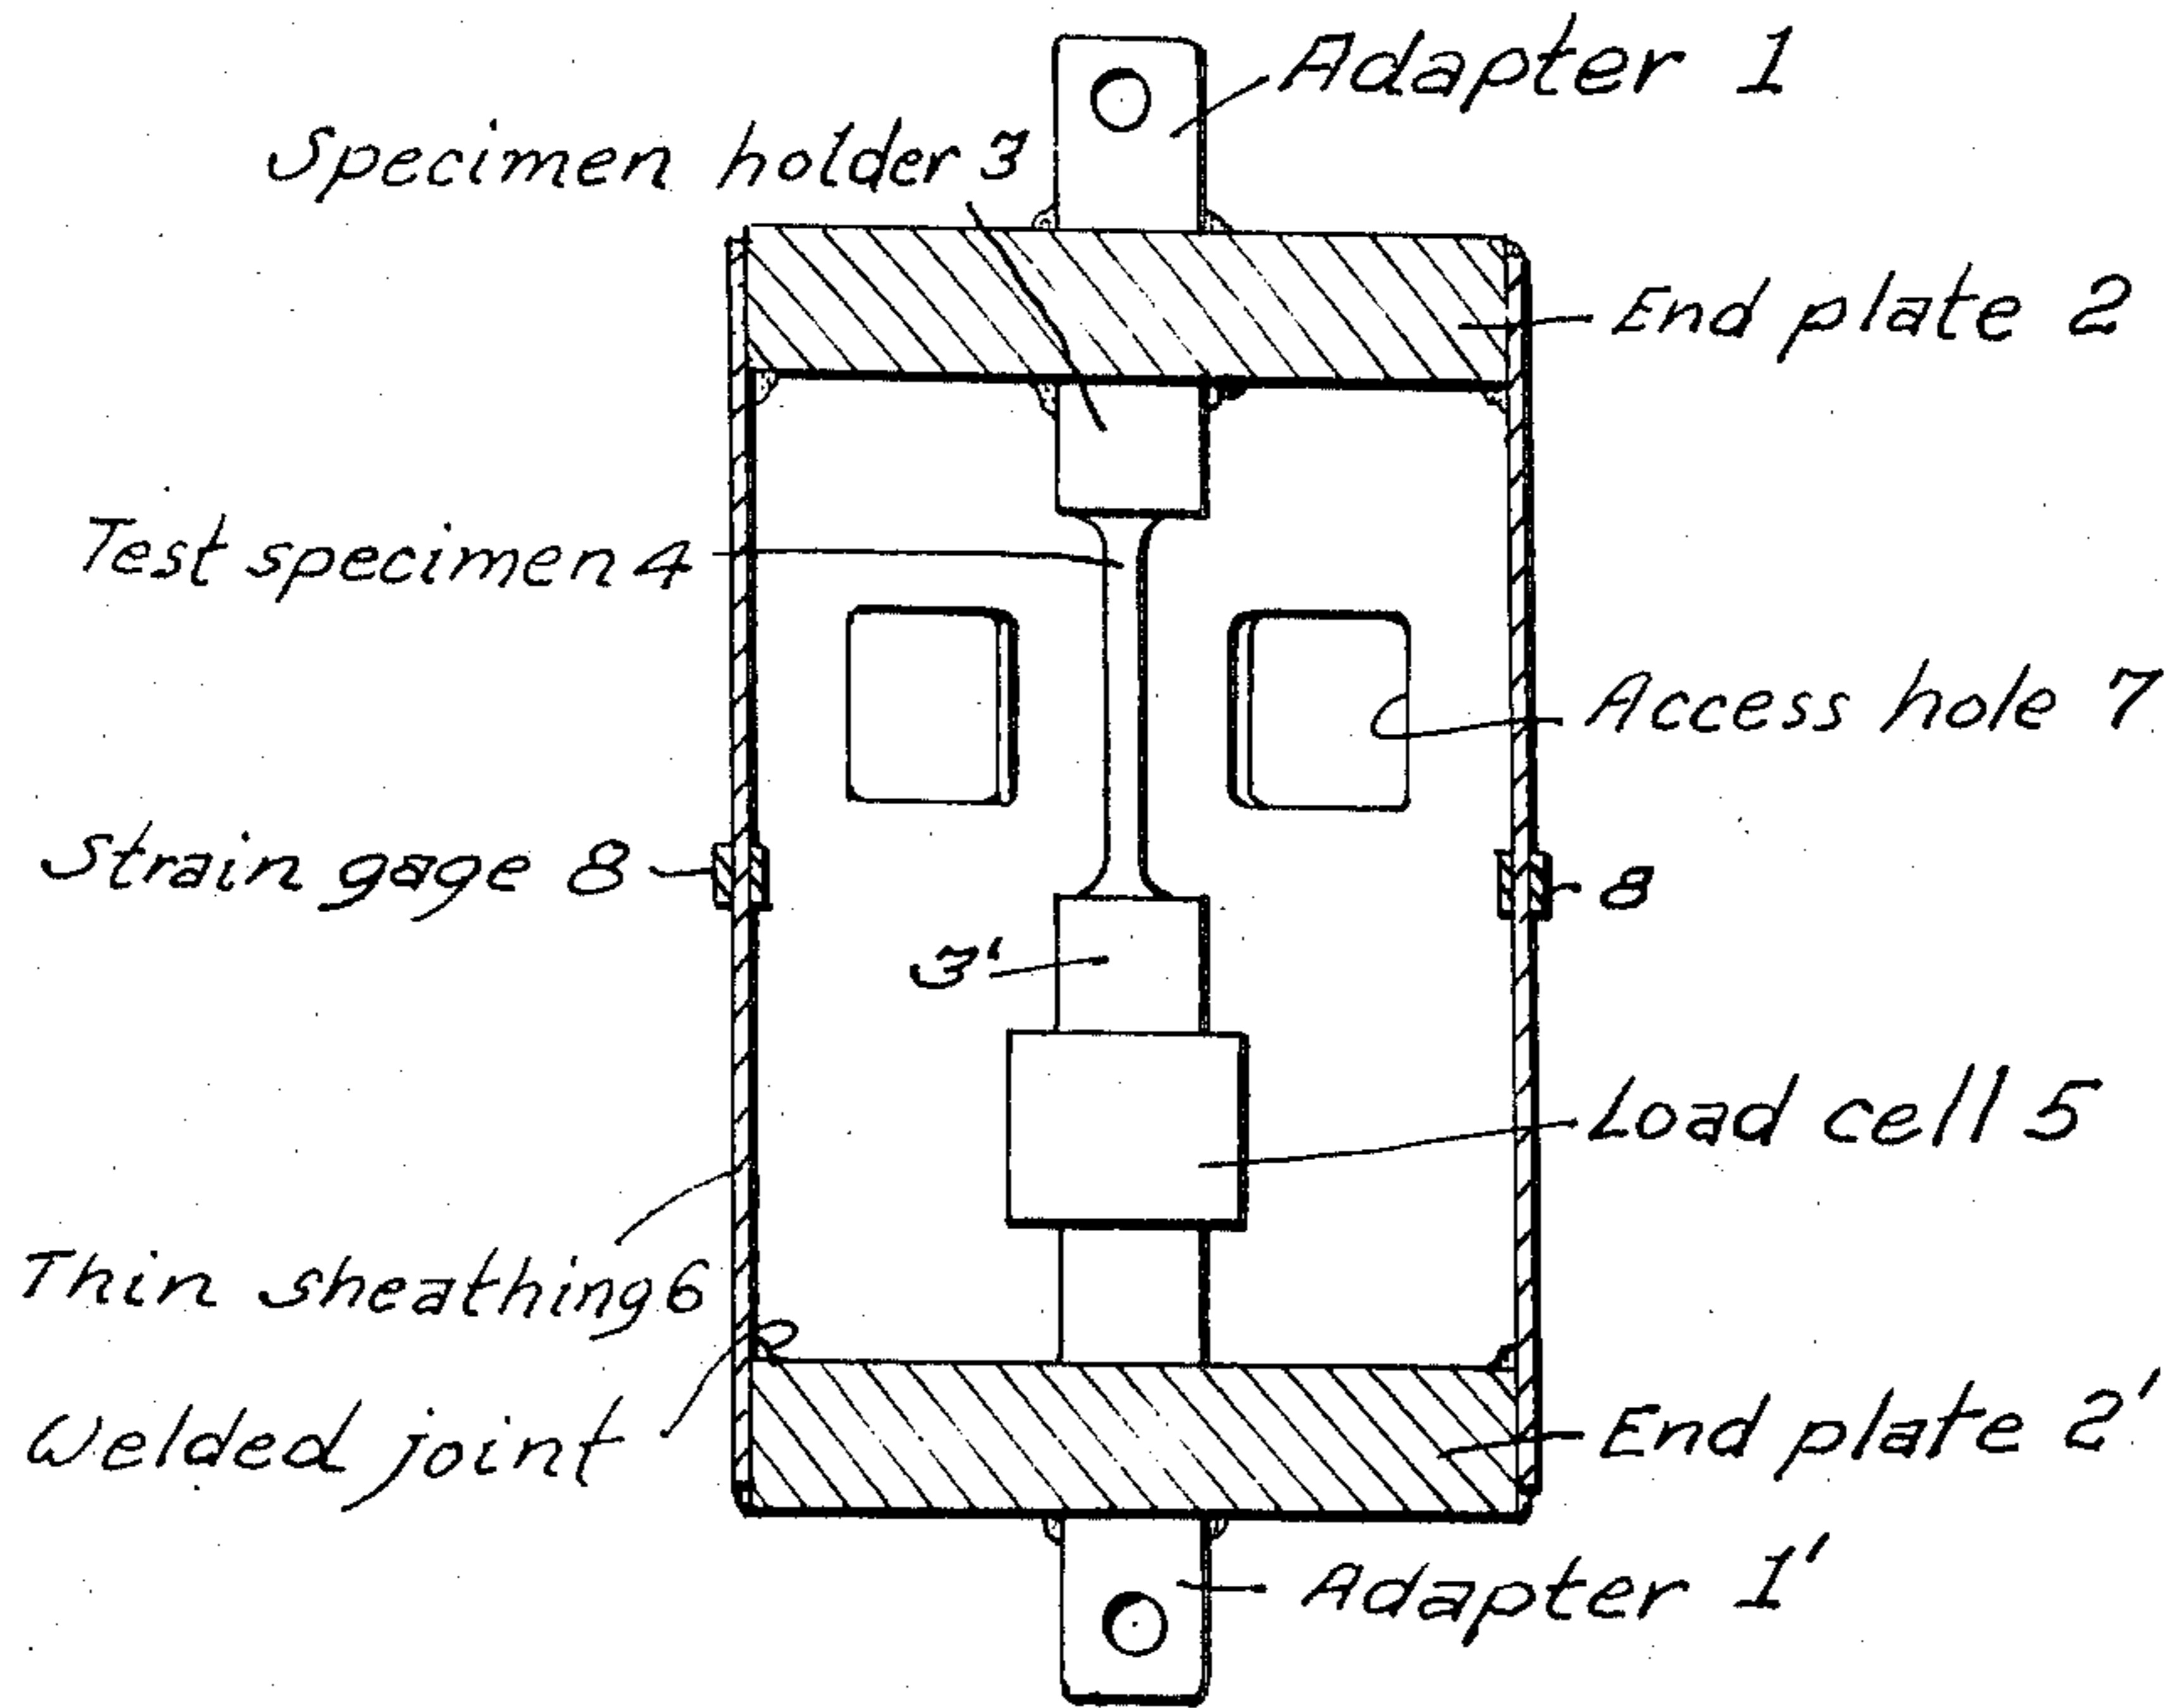 Adapter 1
Specimen holder 3
End plate 2
Test specimen 4
Access hole 7
Strain gage 8
8
3'
Load cell 5
Thin sheathing 6
Welded joint
End plate 2'
Adapter 1'